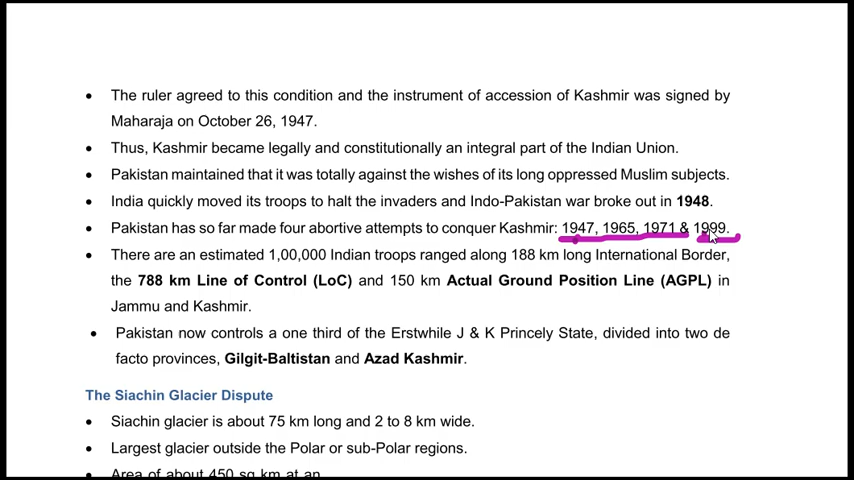 • The ruler agreed to this condition and the instrument of accession of Kashmir was signed by
Maharaja on October 26, 1947.
• Thus, Kashmir became legally and constitutionally an integral part of the Indian Union.
• Pakistan maintained that it was totally against the wishes of its long oppressed Muslim subjects.
• India quickly moved its troops to halt the invaders and Indo-Pakistan war broke out in 1948.
• Pakistan has so far made four abortive attempts to conquer Kashmir: 1947, 1965, 1971 & 1999.
• There are an estimated 1,00,000 Indian troops ranged along 188 km long International Border,
the 788 km Line of Control (LoC) and 150 km Actual Ground Position Line (AGPL) in
Jammu and Kashmir.
• Pakistan now controls a one third of the Erstwhile J & K Princely State, divided into two de
facto provinces, Gilgit-Baltistan and Azad Kashmir.
The Siachin Glacier Dispute
• Siachin glacier is about 75 km long and 2 to 8 km wide.
• Largest glacier outside the Polar or sub-Polar regions.
• Area of about 450 sq km at an